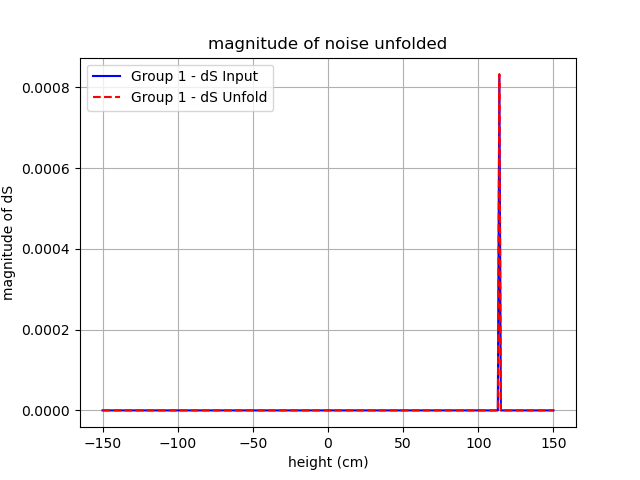 magnitude of noise unfolded
Group 1 - dS Input
Group 1 - dS Unfold
magnitude of dS
0.0008
0.0006
0.0004
0.0002
0.0000
−150
−100
−50
0
50
100
150
height (cm)